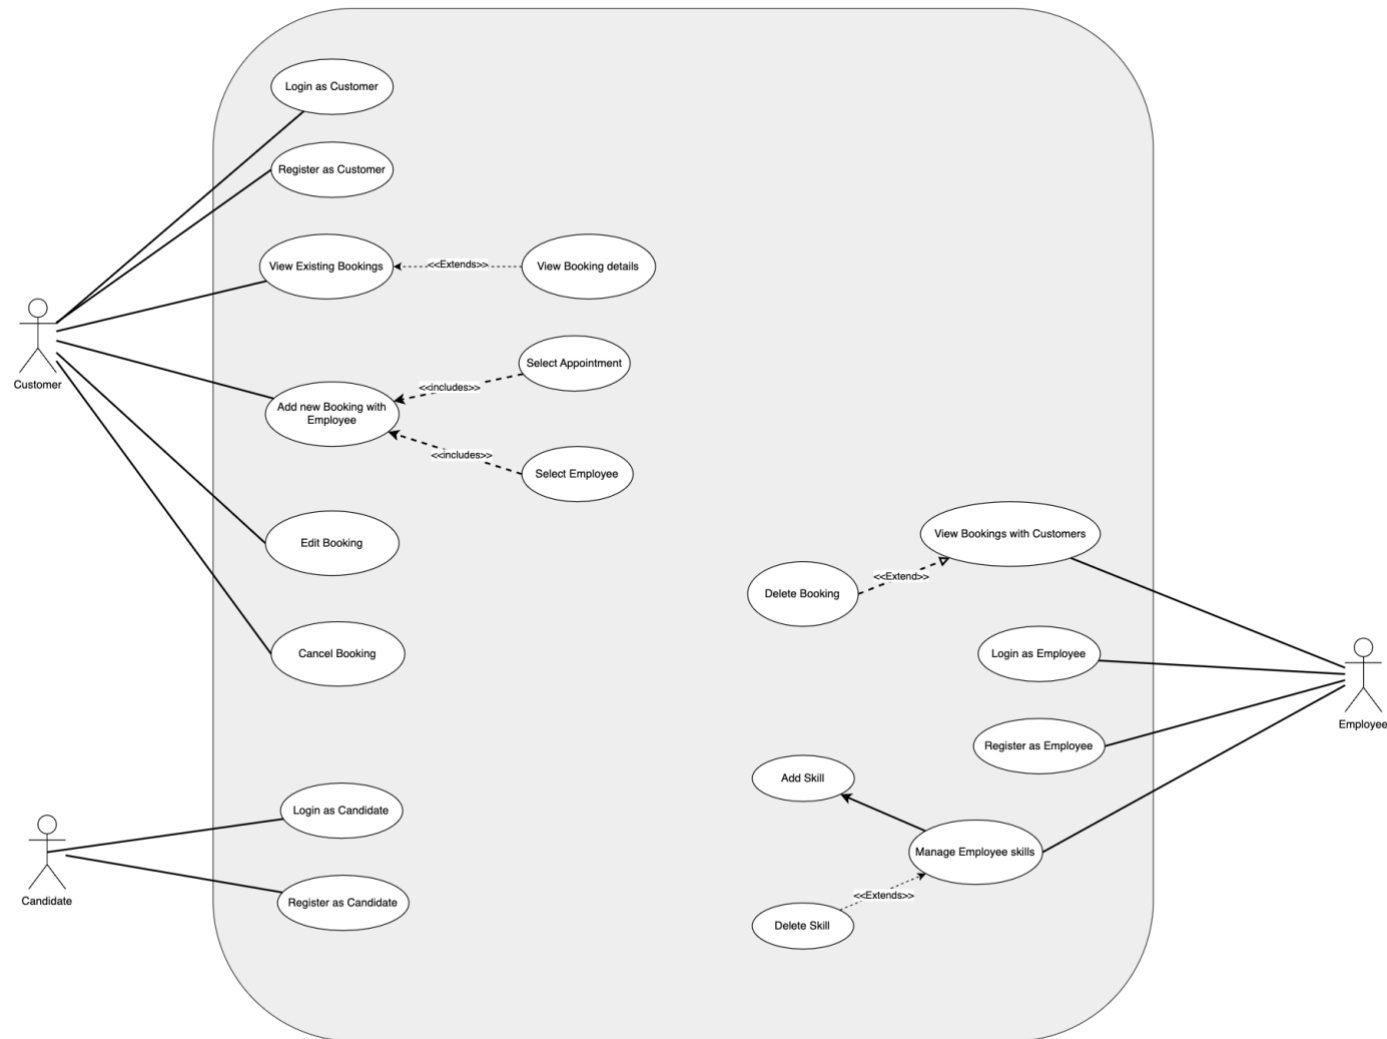 Login as Customer
Register as Customer
View Existing Bookings
<<Extends>>
View Booking details
Customer
Select Appointment
<<includes>>
Add new Booking with
Employee
<<includes>>
Select Employee
Edit Booking
Cancel Booking
View Bookings with Customers
<<Extend>>
Delete Booking
Login as Employee
Employee
Register as Employee
Add Skill
Manage Employee skills
<<Extends>>
Delete Skill
Login as Candidate
Candidate
Register as Candidate